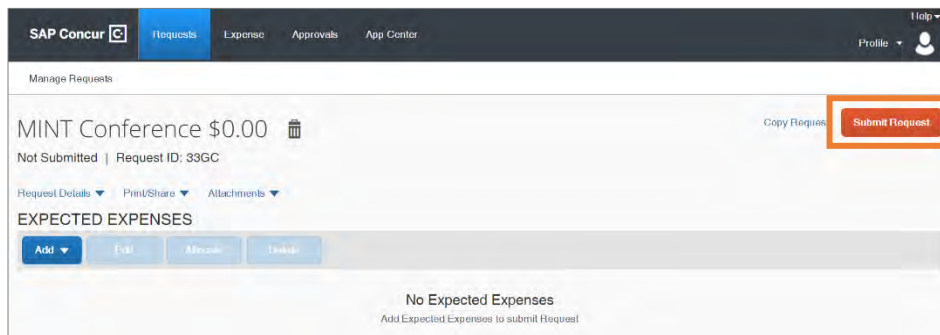 Help
SAP Concur C Requests Expense Approvals App Center
Profile
Manage Requests
MINT Conference $0.00
Copy Request Submit Request
Not Submitted | Request ID: 33GC
Request Details Print/Share Attachments
EXPECTED EXPENSES
Add Edit Allocate Delete
No Expected Expenses
Add Expected Expenses to submit Request